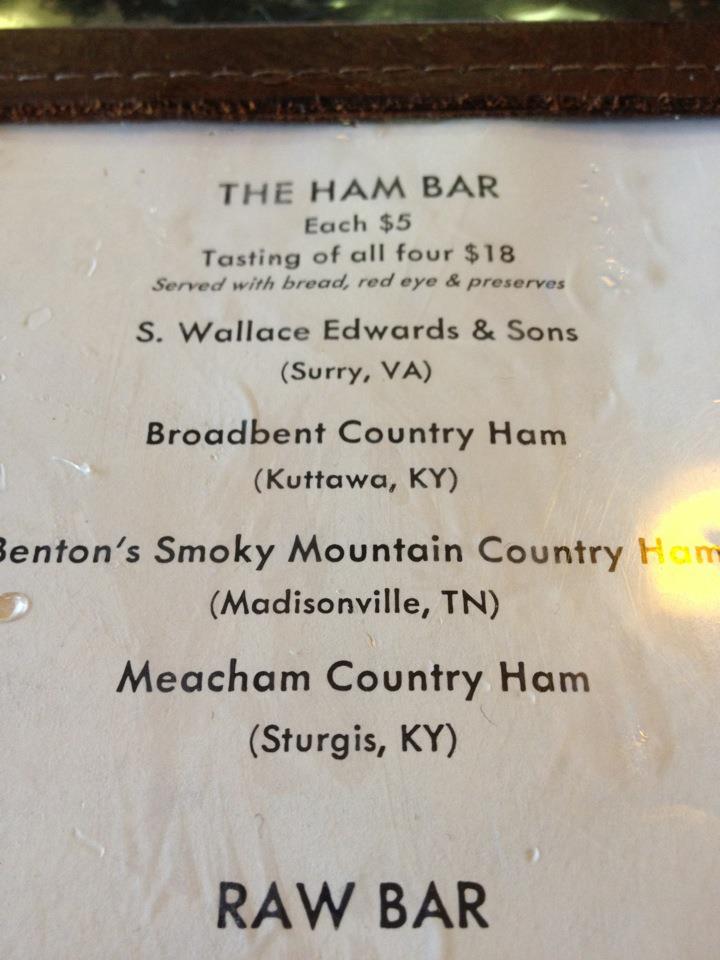 THE HAM BAR
Each $5
Tasting of all four $18
Served with bread, red eye & preserves
S. Wallace Edwards & Sons
(Surry, VA)
Broadbent Country Ham
(Kuttawa, KY)
Benton's Smoky Mountain Country Ham
(Madisonville, TN)
Meacham Country Ham
(Sturgis, KY)
RAW BAR